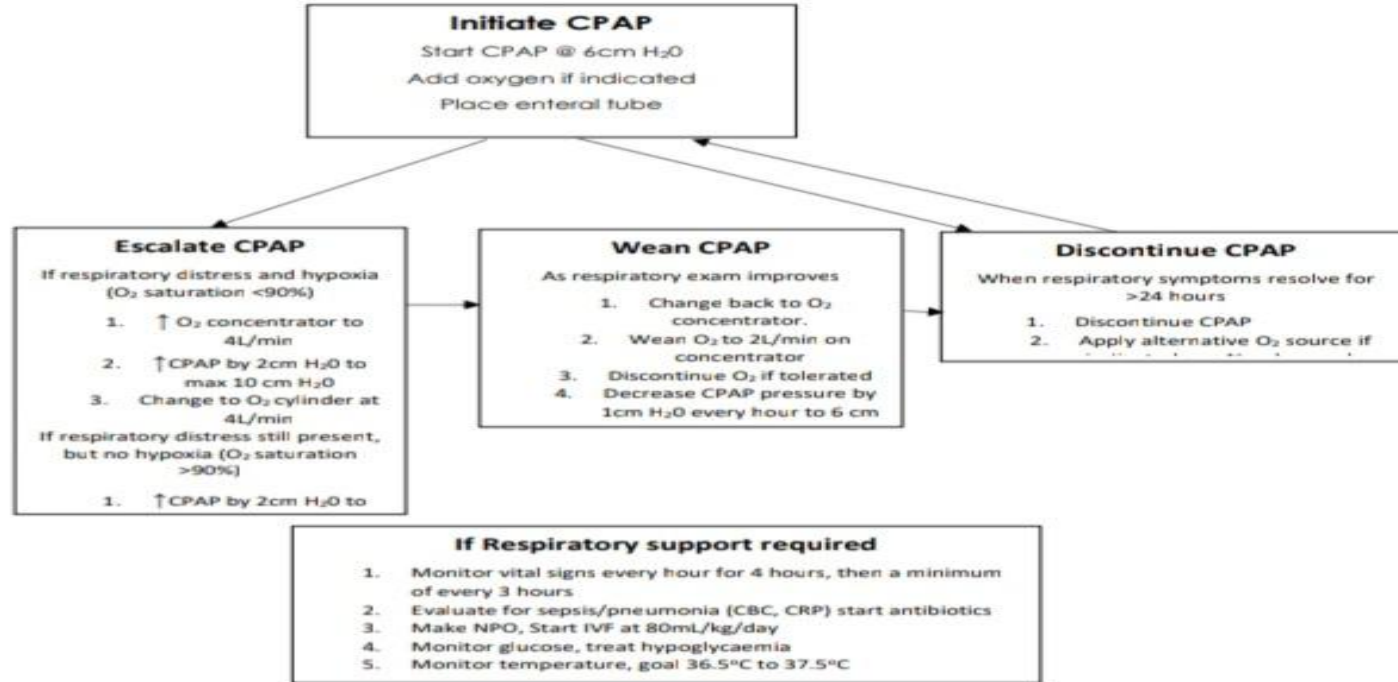 Initiate CPAP
Start CPAP @ 6cm H₂0
Add oxygen if indicated
Place enteral tube
Escalate CPAP
If respiratory distress and hypoxia
(O₂ saturation <90%)
1. ↑ O₂ concentrator to
4L/min
2. ↑CPAP by 2cm H₂0 to
max 10 cm H₂0
3. Change to O₂ cylinder at
4L/min
If respiratory distress still present,
but no hypoxia (O₂ saturation
>90%)
1. ↑CPAP by 2cm H₂0 to
Wean CPAP
As respiratory exam improves
1. Change back to O₂
concentrator.
2. Wean O₂ to 2L/min on
concentrator
3. Discontinue O₂ if tolerated
4. Decrease CPAP pressure by
1cm H₂0 every hour to 6 cm
Discontinue CPAP
When respiratory symptoms resolve for
>24 hours
1. Discontinue CPAP
2. Apply alternative O₂ source if
If Respiratory support required
1. Monitor vital signs every hour for 4 hours, then a minimum
of every 3 hours
2. Evaluate for sepsis/pneumonia (CBC, CRP) start antibiotics
3. Make NPO, Start IVF at 80mL/kg/day
4. Monitor glucose, treat hypoglycaemia
5. Monitor temperature, goal 36.5°C to 37.5°C